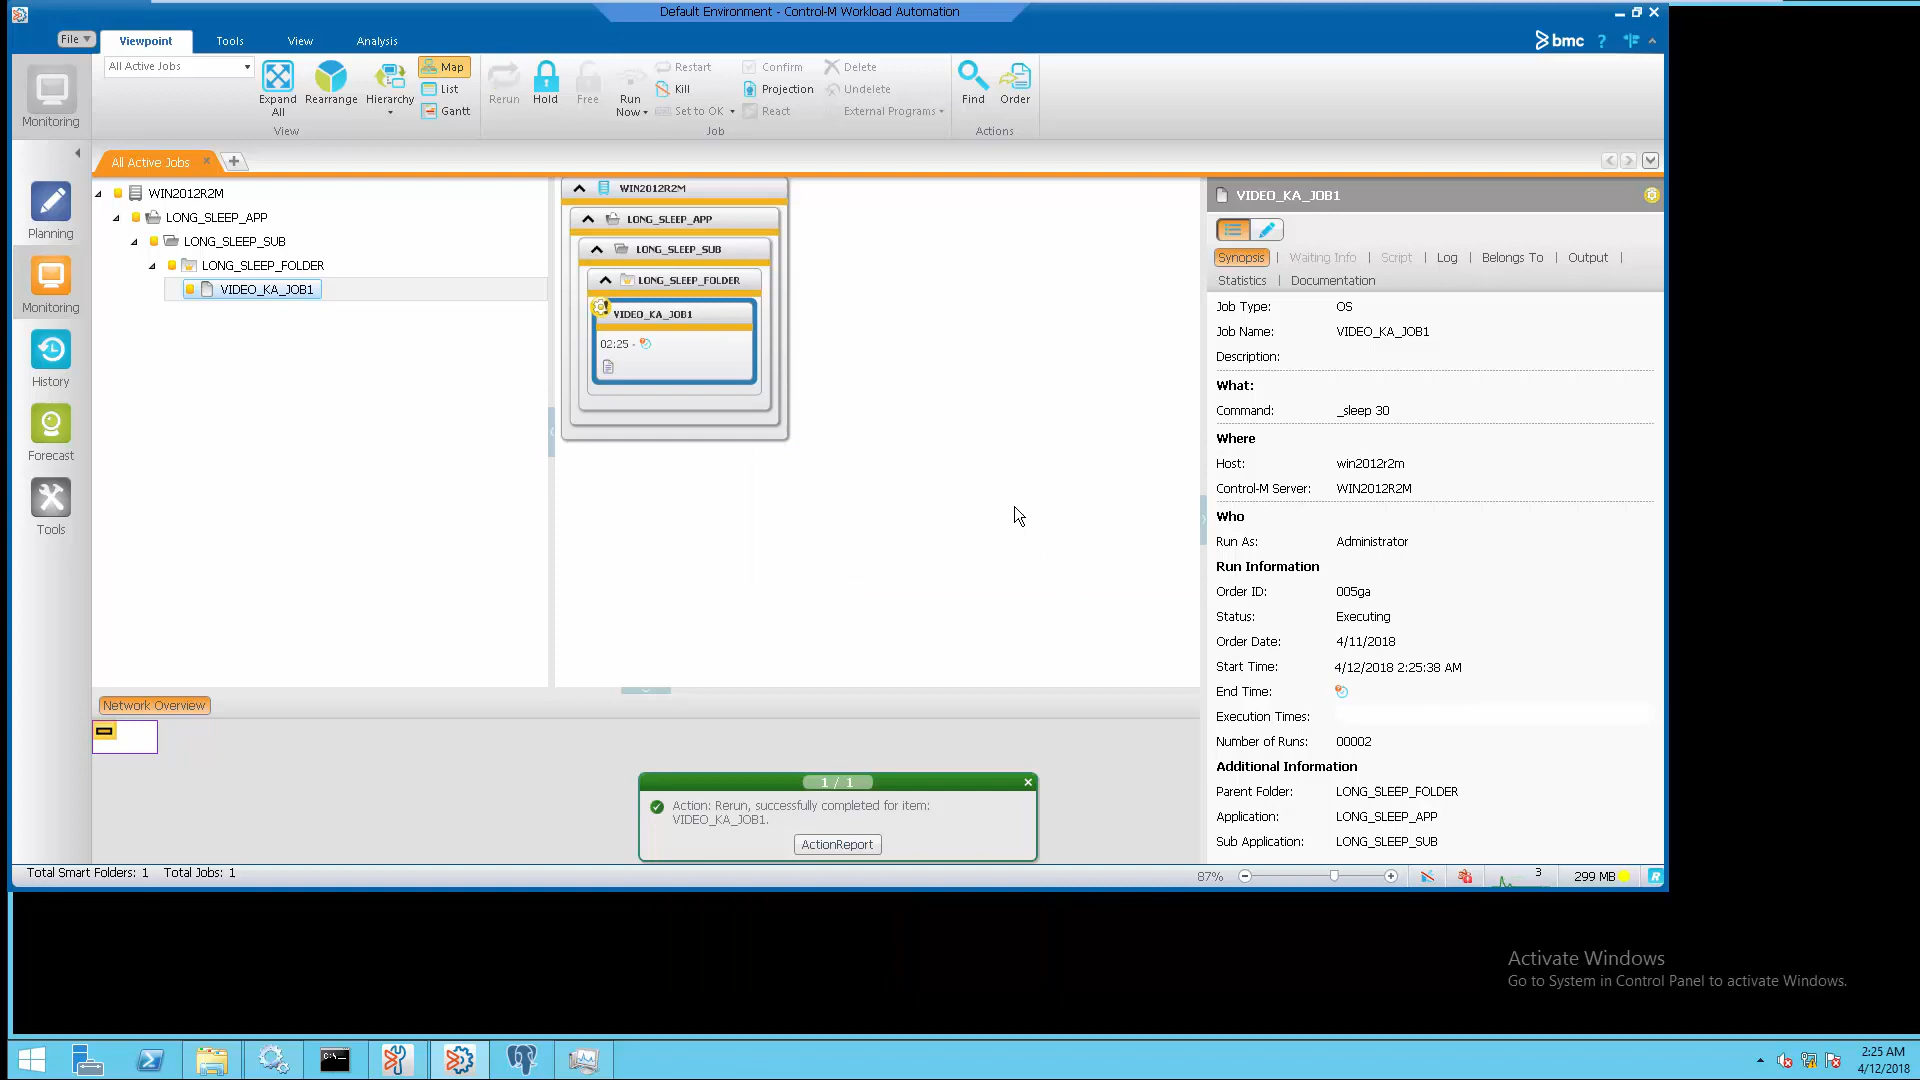 Default Environment - Control-M Workload Automation
File
Viewpoint
Tools
View
Analysis
bmc
?
All Active Jobs
Expand All
Rearrange
Hierarchy
Map
List
Gantt
View
Rerun
Hold
Free
Run Now
Restart
Kill
Set to OK
Confirm
Projection
React
Delete
Undelete
External Programs
Job
Find
Order
Actions
Monitoring
All Active Jobs
Planning
Monitoring
History
Forecast
Tools
WIN2012R2M
LONG_SLEEP_APP
LONG_SLEEP_SUB
LONG_SLEEP_FOLDER
VIDEO_KA_JOB1
WIN2012R2M
LONG_SLEEP_APP
LONG_SLEEP_SUB
LONG_SLEEP_FOLDER
VIDEO_KA_JOB1
02:25 -
VIDEO_KA_JOB1
Synopsis | Waiting Info | Script | Log | Belongs To | Output |
Statistics | Documentation
Job Type: OS
Job Name: VIDEO_KA_JOB1
Description:
What:
Command: _sleep 30
Where
Host: win2012r2m
Control-M Server: WIN2012R2M
Who
Run As: Administrator
Run Information
Order ID: 005ga
Status: Executing
Order Date: 4/11/2018
Start Time: 4/12/2018 2:25:38 AM
End Time:
Execution Times:
Number of Runs: 00002
Additional Information
Parent Folder: LONG_SLEEP_FOLDER
Application: LONG_SLEEP_APP
Sub Application: LONG_SLEEP_SUB
Network Overview
1 / 1
Action: Rerun, successfully completed for item:
VIDEO_KA_JOB1.
ActionReport
Total Smart Folders: 1 Total Jobs: 1
87%
3
299 MB
Activate Windows
Go to System in Control Panel to activate Windows.
C:\_
2:25 AM
4/12/2018